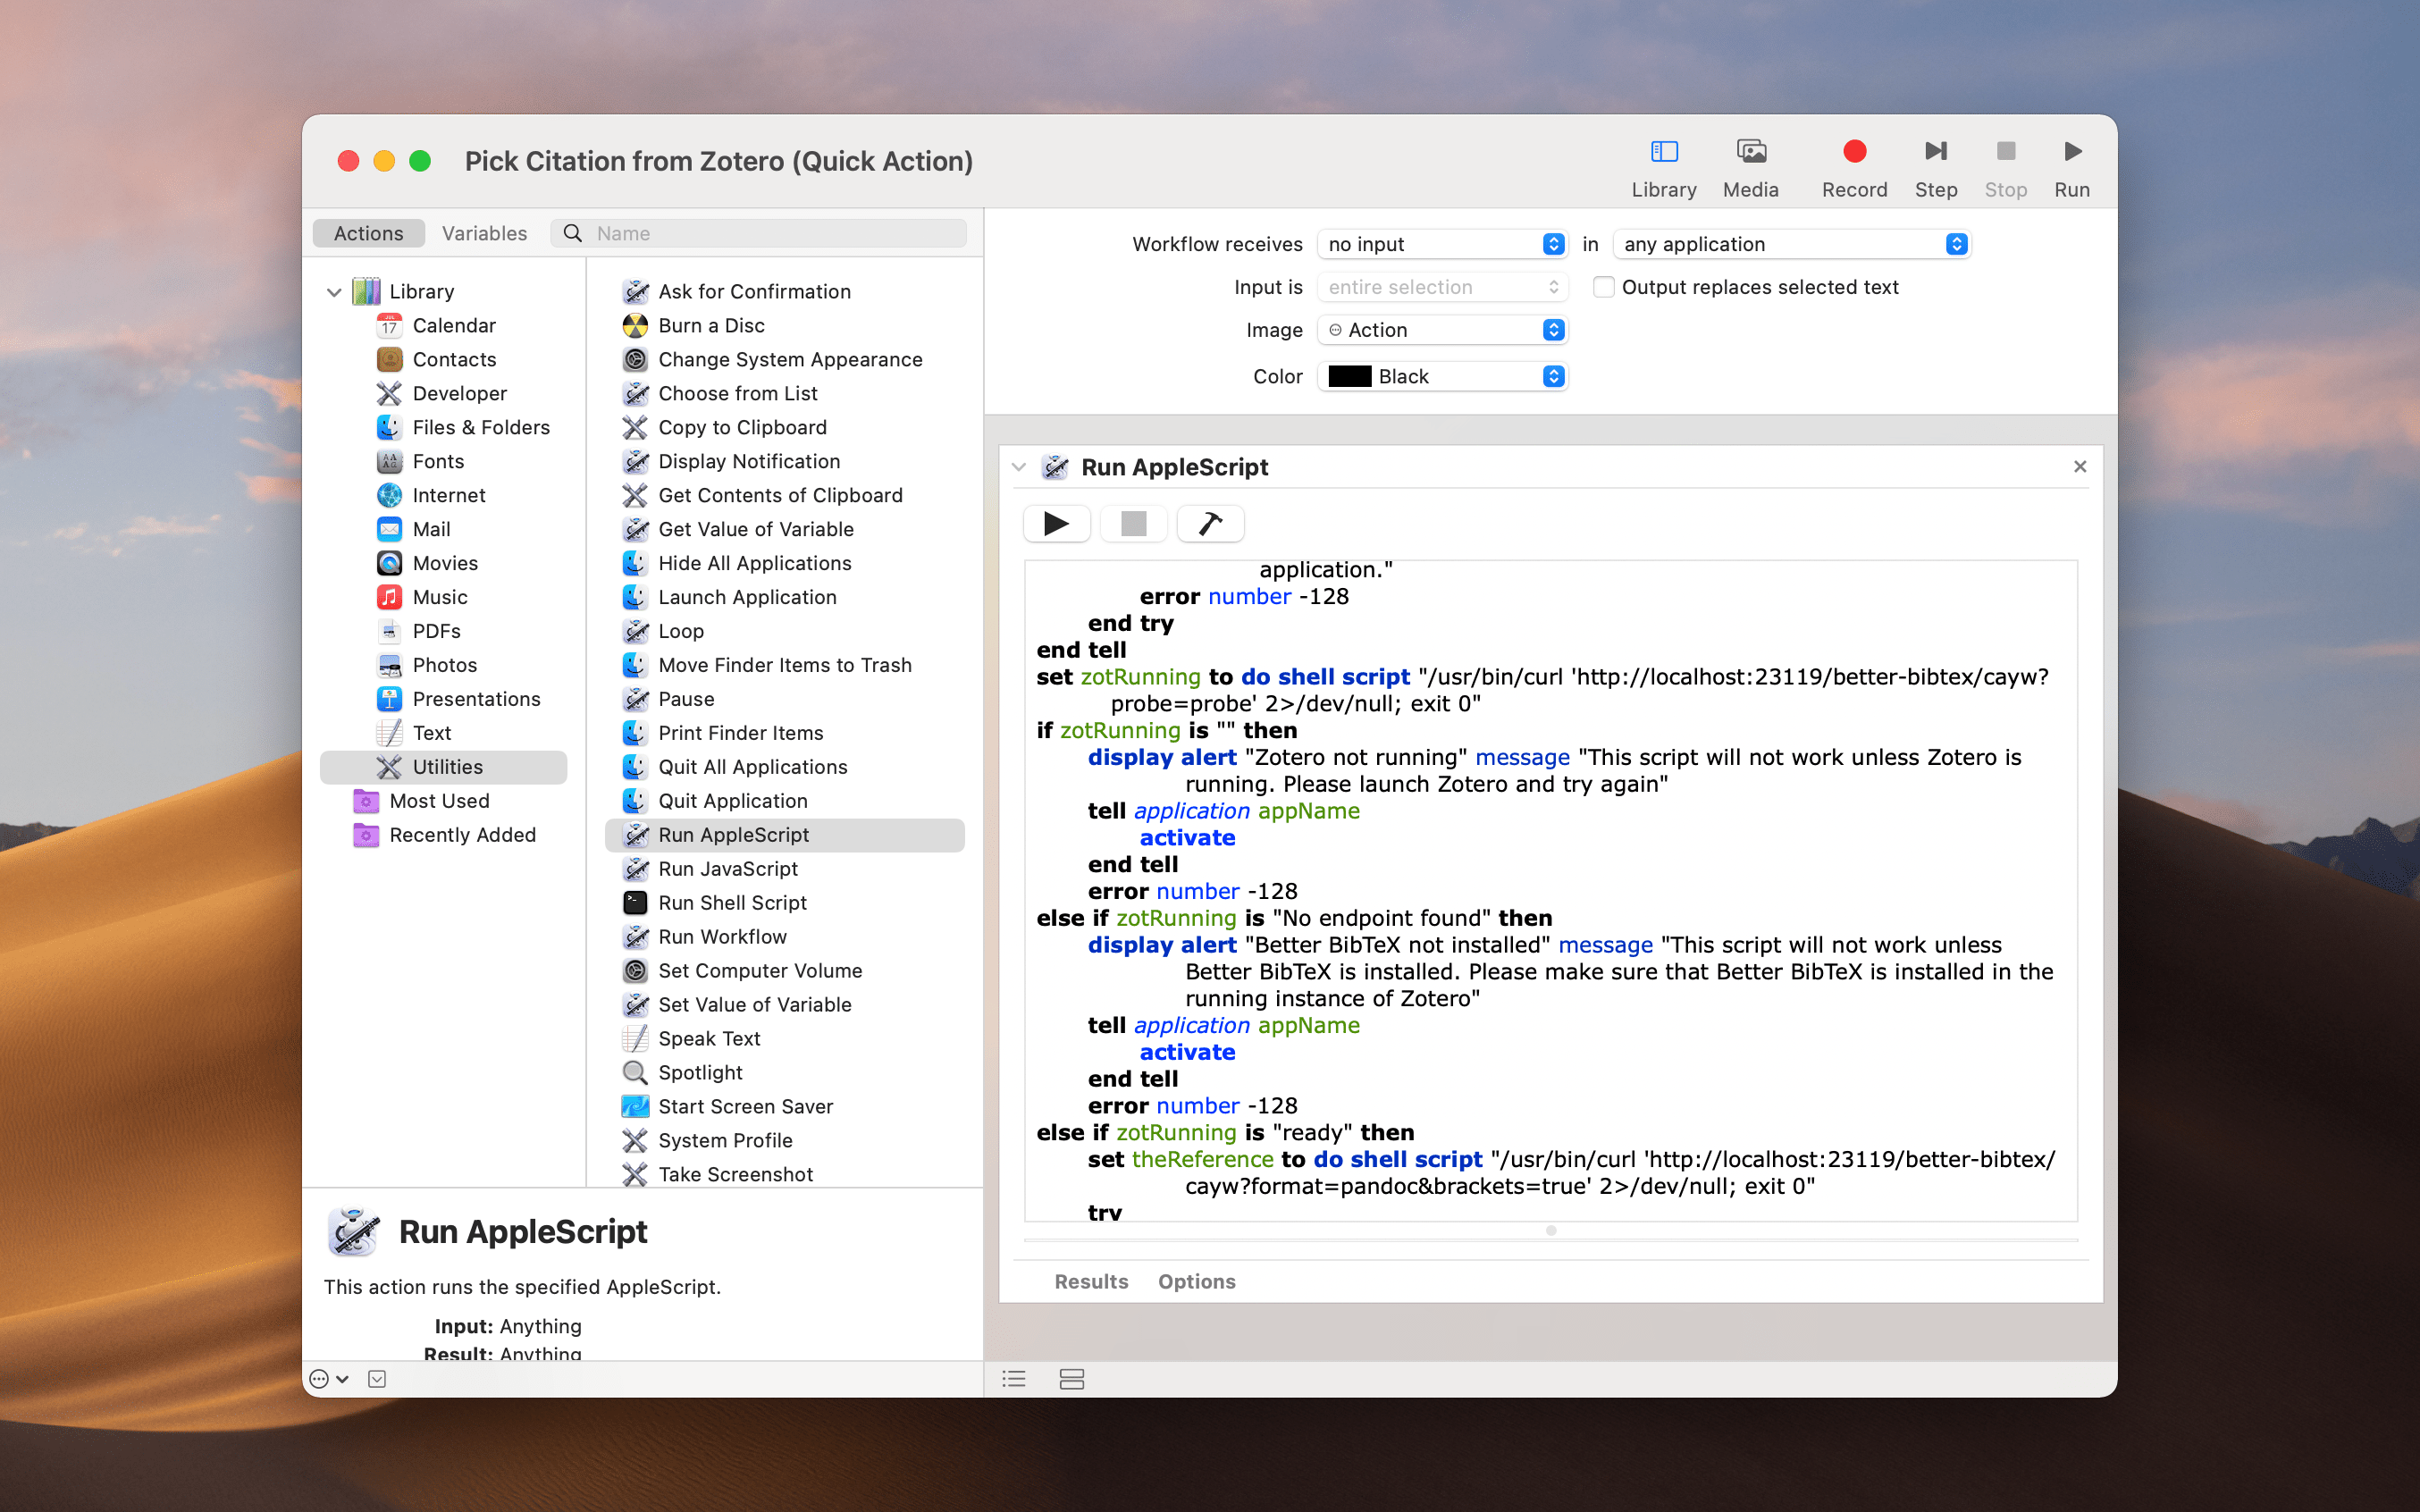 Pick Citation from Zotero (Quick Action)
Library
Media
Record
Step
Stop
Run
Actions
Variables
Name
Library
JUL
17
Calendar
Contacts
Developer
Files & Folders
Fonts
Internet
Mail
Movies
Music
PDFs
Photos
Presentations
Text
Utilities
Most Used
Recently Added
Ask for Confirmation
Burn a Disc
Change System Appearance
Choose from List
Copy to Clipboard
Display Notification
Get Contents of Clipboard
Get Value of Variable
Hide All Applications
Launch Application
Loop
Move Finder Items to Trash
Pause
Print Finder Items
Quit All Applications
Quit Application
Run AppleScript
Run JavaScript
Run Shell Script
Run Workflow
Set Computer Volume
Set Value of Variable
Speak Text
Spotlight
Start Screen Saver
System Profile
Take Screenshot
Run AppleScript
This action runs the specified AppleScript.
Input: Anything
Result: Anything
Workflow receives no input in any application
Input is entire selection Output replaces selected text
Image Action
Color Black
Run AppleScript
application."
error number -128
end try
end tell
set zotRunning to do shell script "/usr/bin/curl 'http://localhost:23119/better-bibtex/cayw?
probe=probe' 2>/dev/null; exit 0"
if zotRunning is "" then
display alert "Zotero not running" message "This script will not work unless Zotero is
running. Please launch Zotero and try again"
tell application appName
activate
end tell
error number -128
else if zotRunning is "No endpoint found" then
display alert "Better BibTeX not installed" message "This script will not work unless
Better BibTeX is installed. Please make sure that Better BibTeX is installed in the
running instance of Zotero"
tell application appName
activate
end tell
error number -128
else if zotRunning is "ready" then
set theReference to do shell script "/usr/bin/curl 'http://localhost:23119/better-bibtex/
cayw?format=pandoc&brackets=true' 2>/dev/null; exit 0"
try
Results
Options